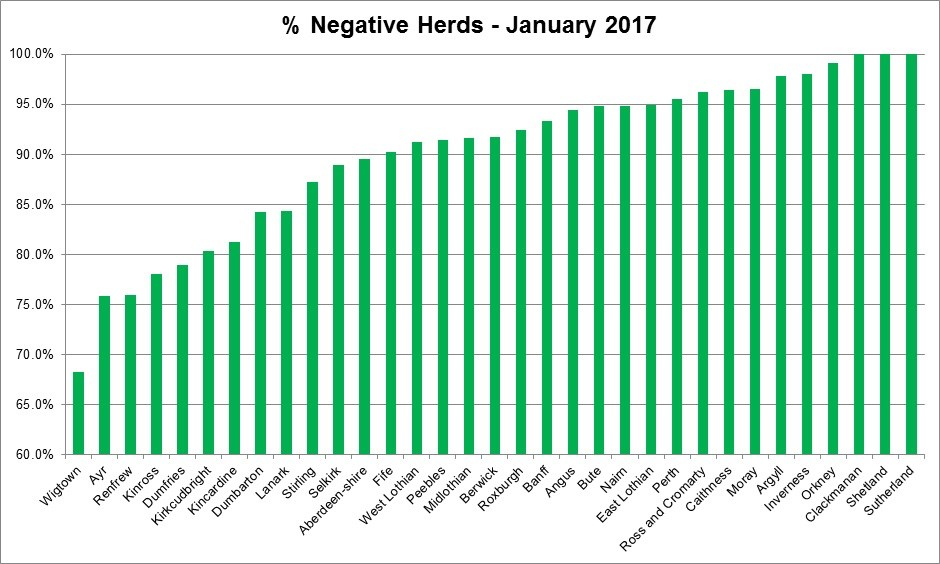 % Negative Herds - January 2017
100.0%
95.0%
90.0%
85.0%
80.0%
75.0%
70.0%
65.0%
60.0%
Wigtown
Ayr
Renfrew
Kinross
Dumfries
Kirkcudbright
KIncardine
Dumbarton
Lanark
Stirling
Selkirk
Aberdeen-shire
Fife
West Lothian
Peebles
Midlothian
Berwick
Roxburgh
Banff
Angus
Bute
Nairn
East Lothian
Perth
Ross and Cromarty
Caithness
Moray
Argyll
Inverness
Orkney
Clackmanan
Shetland
Sutherland